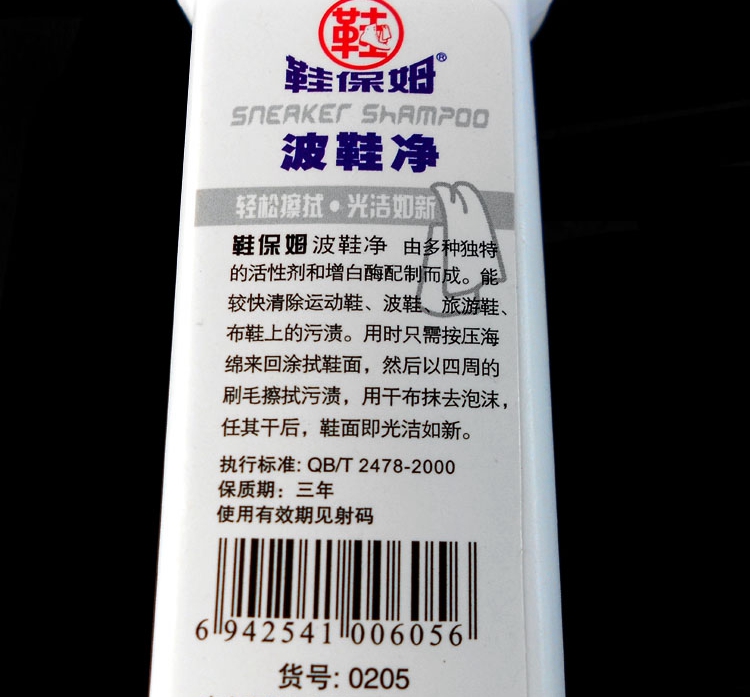 鞋
鞋保姆®
SNEAKER SHAMPOO
波鞋净
轻松擦拭·光洁如新
鞋保姆波鞋净 由多种独特
的活性剂和增白酶配制而成。能
较快清除运动鞋、波鞋、旅游鞋、
布鞋上的污渍。用时只需按压海
绵来回涂拭鞋面，然后以四周的
刷毛擦拭污渍，用干布抹去泡沫，
任其干后，鞋面即光洁如新。
执行标准: QB/T 2478-2000
保质期：三年
使用有效期见射码
6 942541 006056
货号: 0205